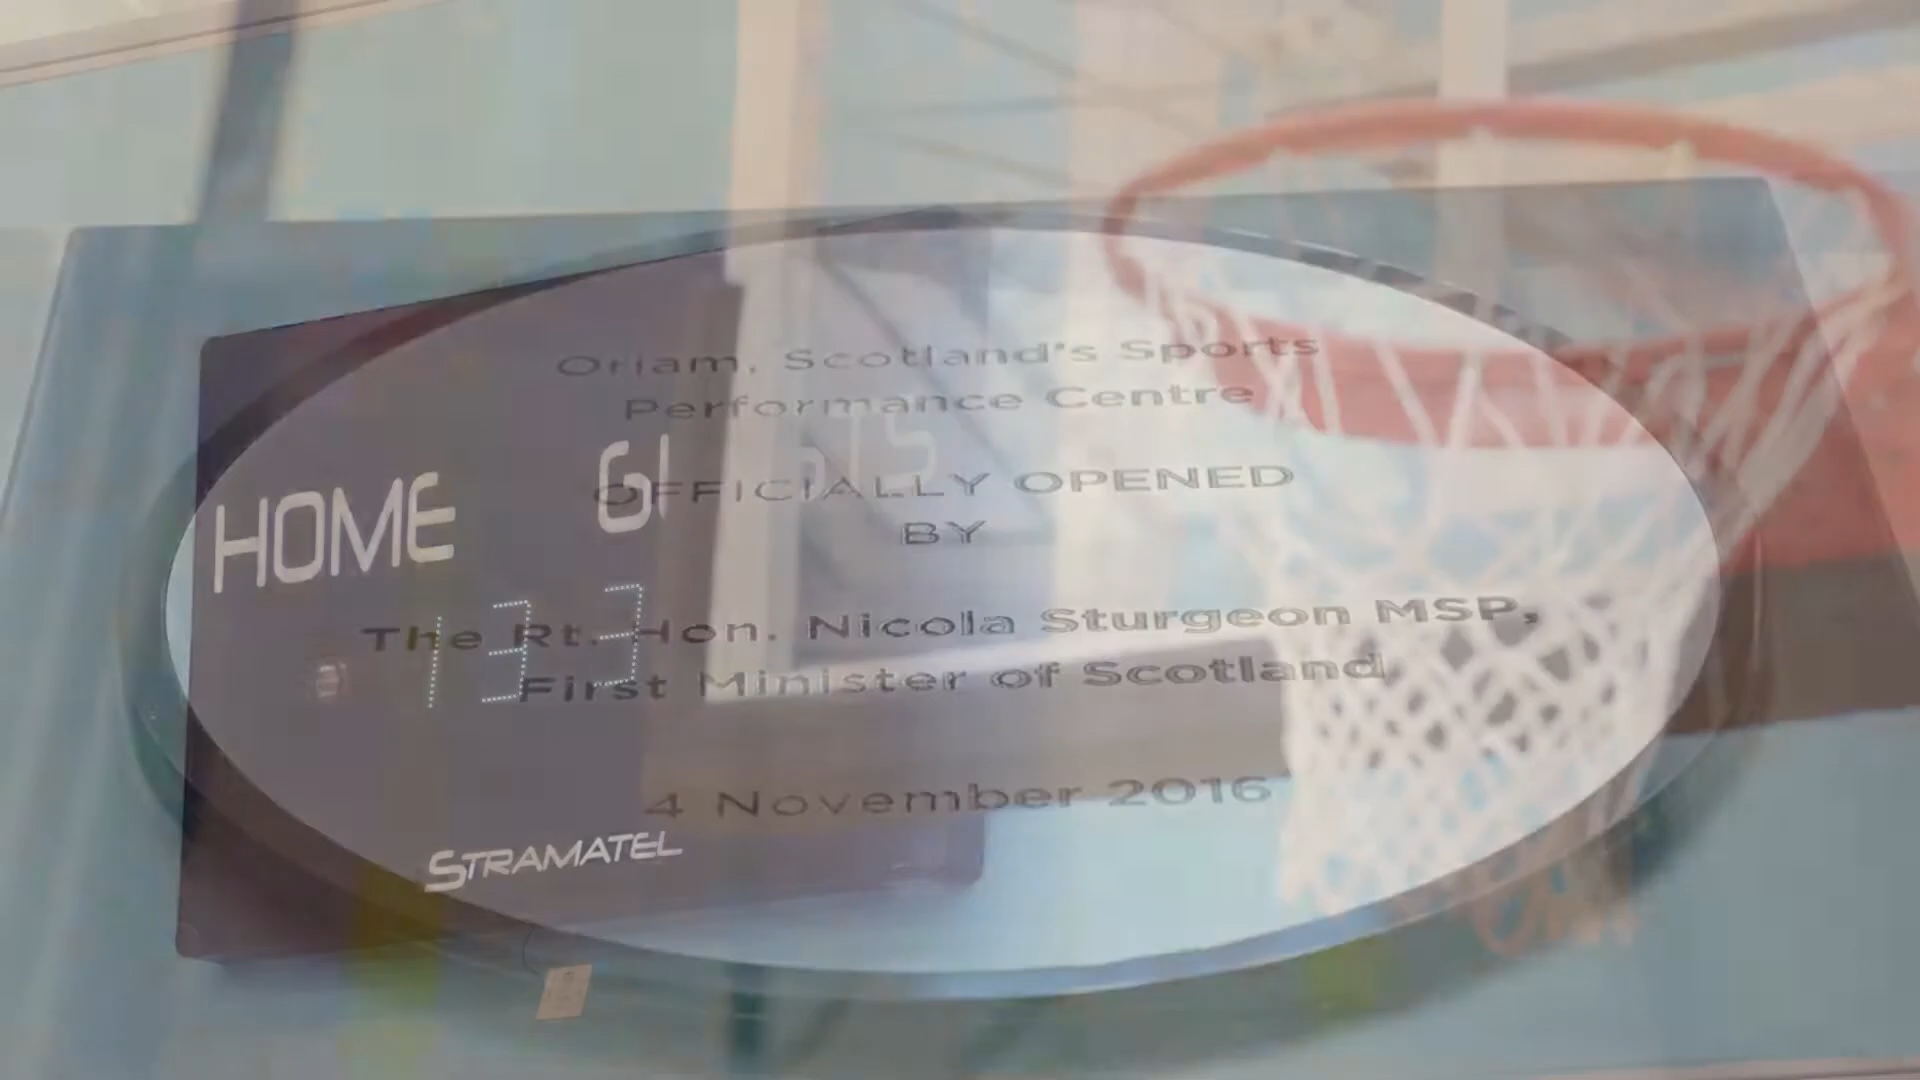 Oriam, Scotland's Sports
Performance Centre
OFFICIALLY OPENED
BY
The Rt. Hon. Nicola Sturgeon MSP,
First Minister of Scotland
4 November 2016
HOME
133
STRAMATEL